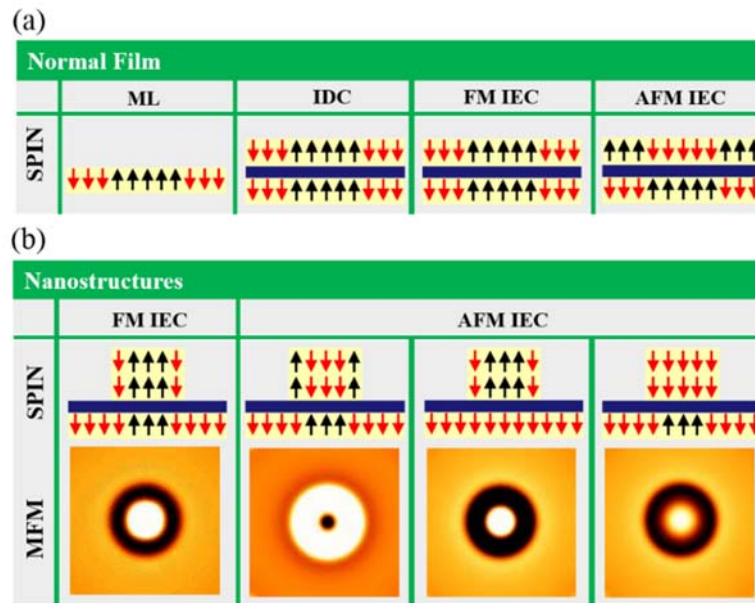 (a)
Normal Film
ML IDC FM IEC AFM IEC
SPIN
(b)
Nanostructures
FM IEC AFM IEC
SPIN
MFM